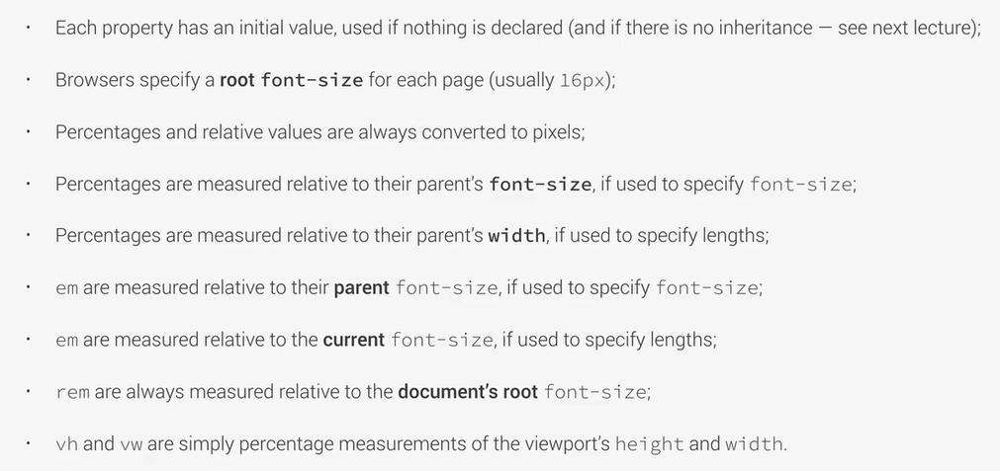 • Each property has an initial value, used if nothing is declared (and if there is no inheritance — see next lecture);
• Browsers specify a root font-size for each page (usually 16px);
• Percentages and relative values are always converted to pixels;
• Percentages are measured relative to their parent's font-size, if used to specify font-size;
• Percentages are measured relative to their parent's width, if used to specify lengths;
• em are measured relative to their parent font-size, if used to specify font-size;
• em are measured relative to the current font-size, if used to specify lengths;
• rem are always measured relative to the document's root font-size;
• vh and vw are simply percentage measurements of the viewport's height and width.